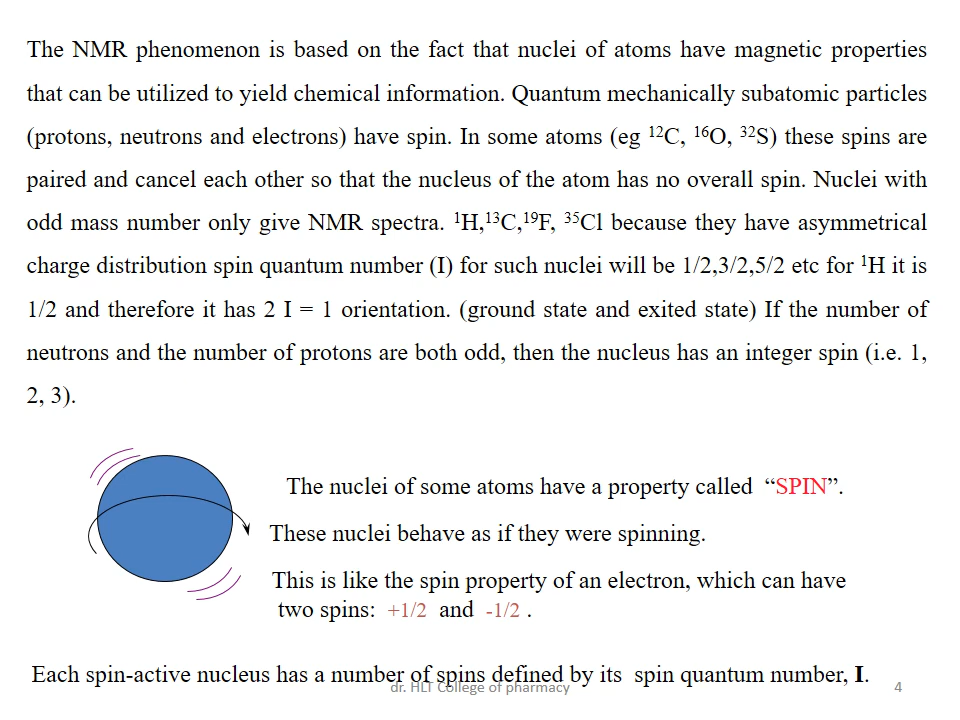 The NMR phenomenon is based on the fact that nuclei of atoms have magnetic properties
that can be utilized to yield chemical information. Quantum mechanically subatomic particles
(protons, neutrons and electrons) have spin. In some atoms (eg ¹²C, ¹⁶O, ³²S) these spins are
paired and cancel each other so that the nucleus of the atom has no overall spin. Nuclei with
odd mass number only give NMR spectra. ¹H,¹³C,¹⁹F, ³⁵Cl because they have asymmetrical
charge distribution spin quantum number (I) for such nuclei will be 1/2,3/2,5/2 etc for ¹H it is
1/2 and therefore it has 2 I = 1 orientation. (ground state and exited state) If the number of
neutrons and the number of protons are both odd, then the nucleus has an integer spin (i.e. 1,
2, 3).
The nuclei of some atoms have a property called “SPIN”.
These nuclei behave as if they were spinning.
This is like the spin property of an electron, which can have
two spins: +1/2 and -1/2 .
Each spin-active nucleus has a number of spins defined by its spin quantum number, I.
dr. HLT College of pharmacy
4